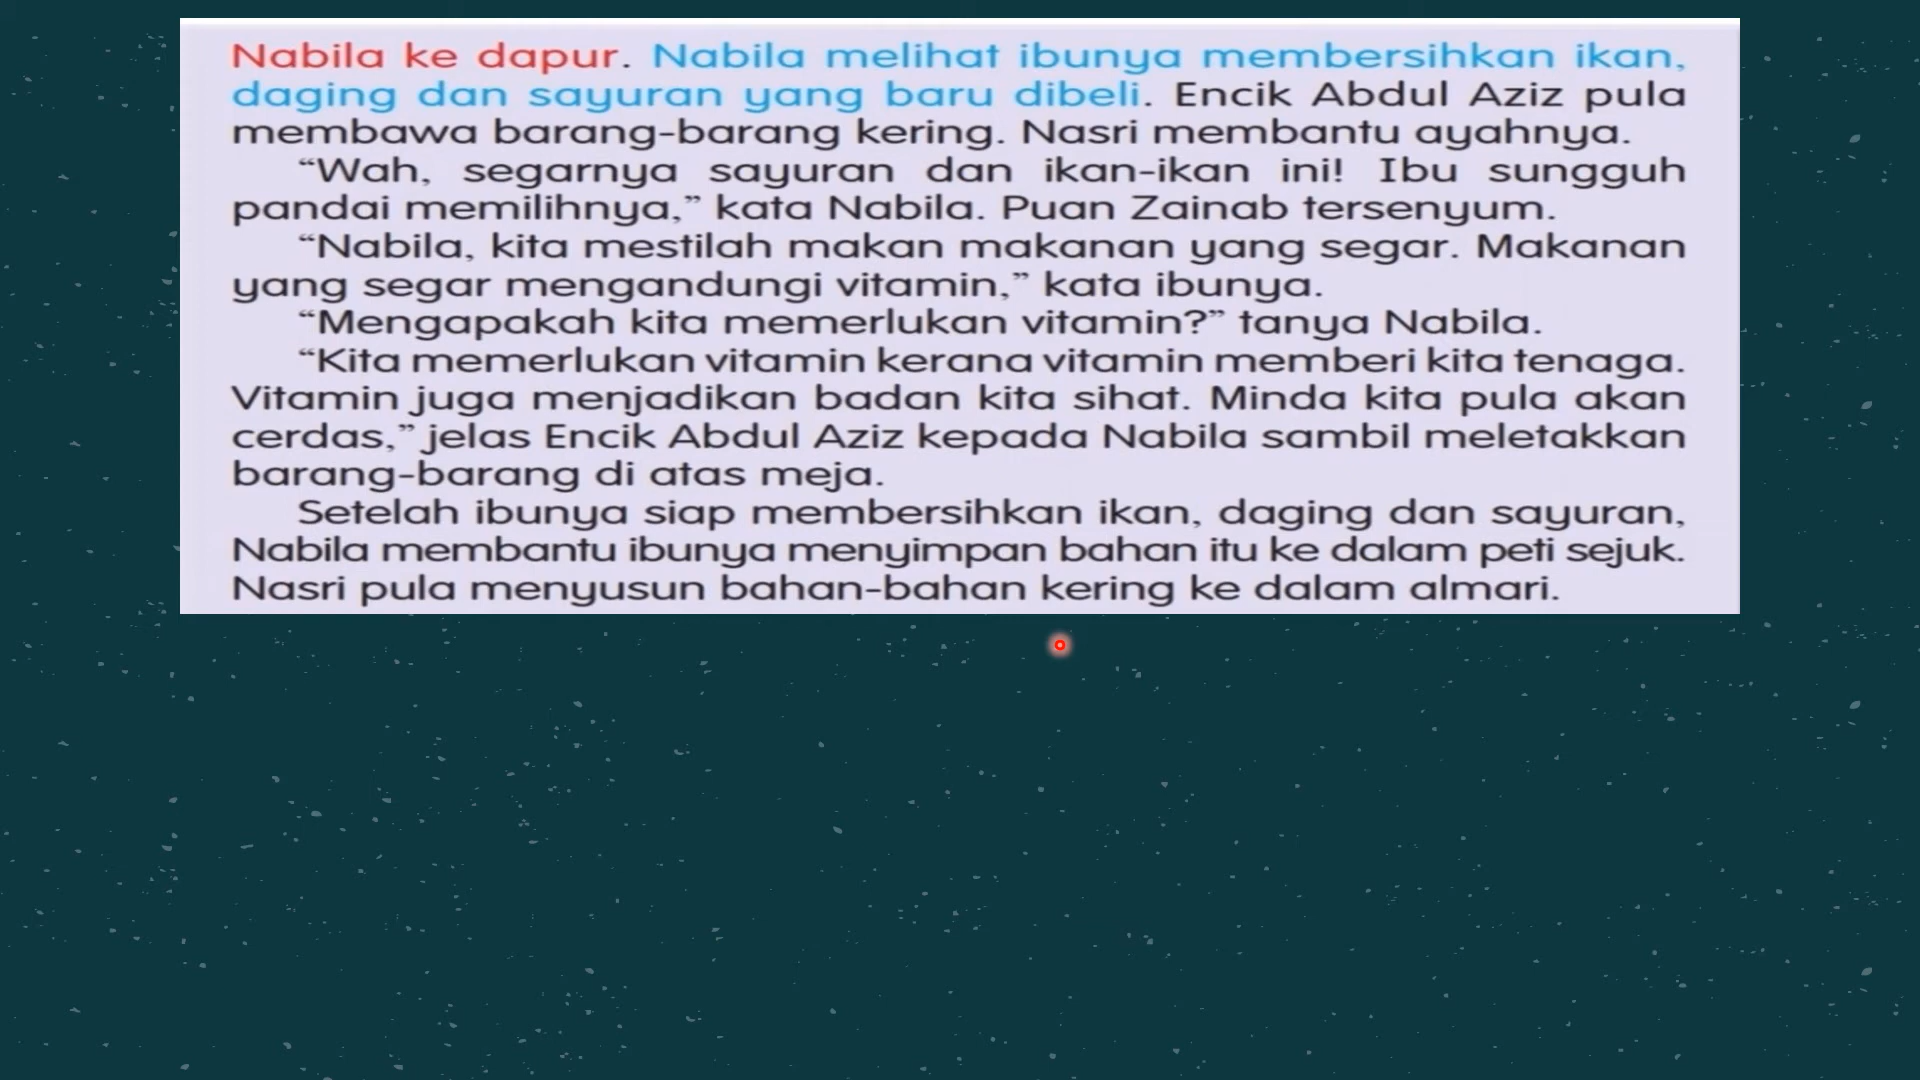 Nabila ke dapur. Nabila melihat ibunya membersihkan ikan,
daging dan sayuran yang baru dibeli. Encik Abdul Aziz pula
membawa barang-barang kering. Nasri membantu ayahnya.
“Wah, segarnya sayuran dan ikan-ikan ini! Ibu sungguh
pandai memilihnya,” kata Nabila. Puan Zainab tersenyum.
“Nabila, kita mestilah makan makanan yang segar. Makanan
yang segar mengandungi vitamin,” kata ibunya.
“Mengapakah kita memerlukan vitamin?” tanya Nabila.
“Kita memerlukan vitamin kerana vitamin memberi kita tenaga.
Vitamin juga menjadikan badan kita sihat. Minda kita pula akan
cerdas,” jelas Encik Abdul Aziz kepada Nabila sambil meletakkan
barang-barang di atas meja.
Setelah ibunya siap membersihkan ikan, daging dan sayuran,
Nabila membantu ibunya menyimpan bahan itu ke dalam peti sejuk.
Nasri pula menyusun bahan-bahan kering ke dalam almari.